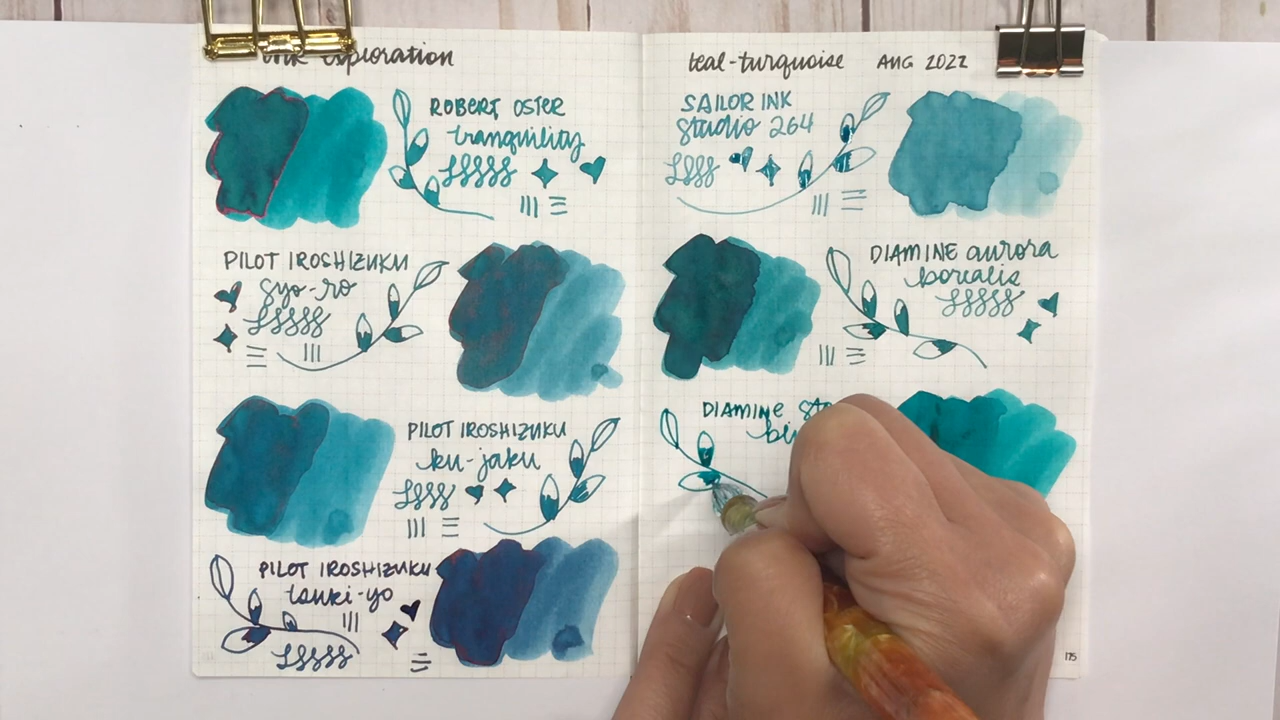 exploration
ROBERT OSTER
tranquility
PILOT IROSHIZUKU
syo-ro
PILOT IROSHIZUKU
ku-jaku
PILOT IROSHIZUKU
tsuki-yo
teal-turquoise AUG 2022
SAILOR INK
studio 264
DIAMINE aurora
borealis
DIAMINE
175